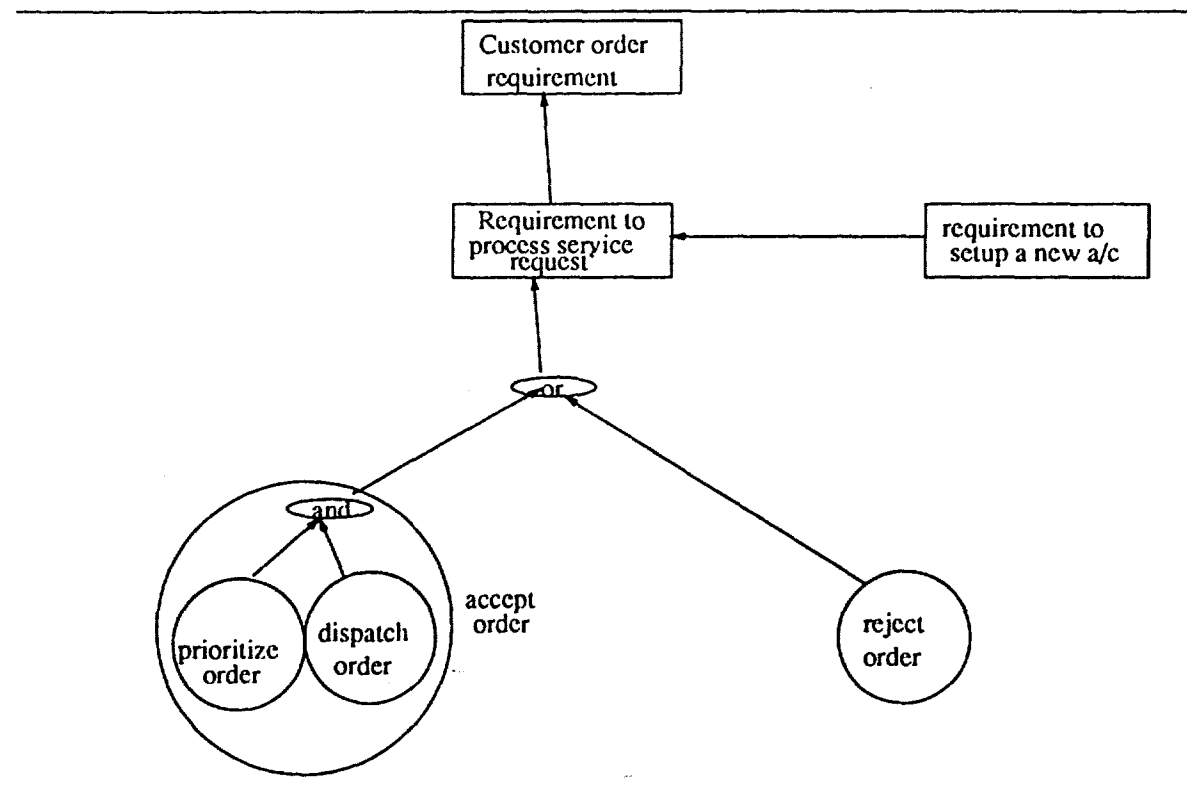 Customer order
requirement
Requirement to
process service
request
requirement to
setup a new a/c
or
and
accept
order
prioritize
order
dispatch
order
reject
order